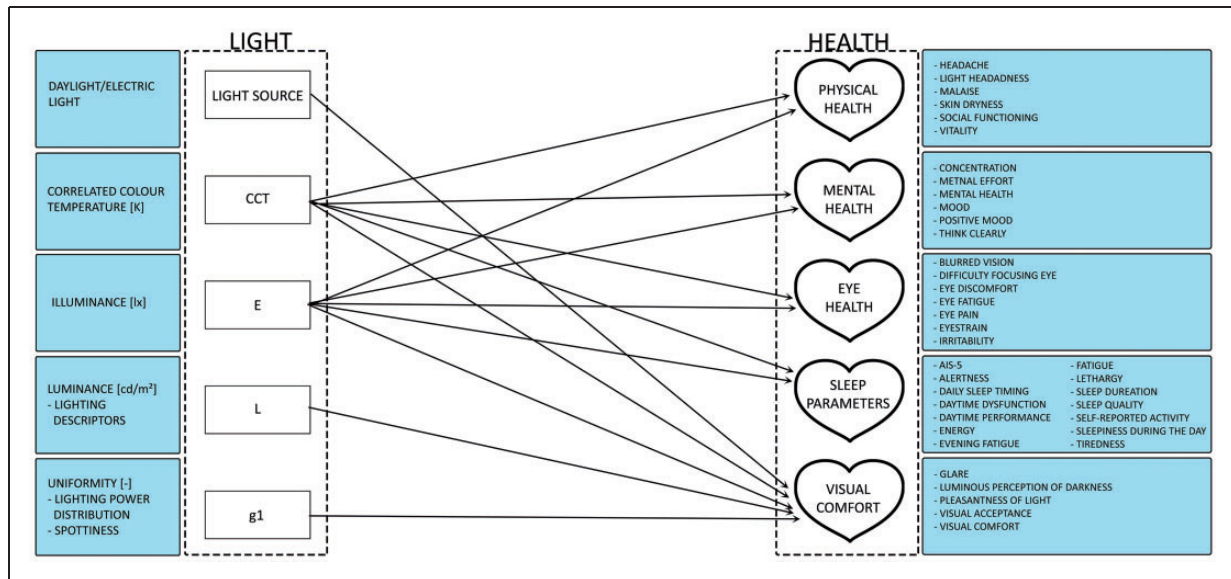 LIGHT
HEALTH
DAYLIGHT/ELECTRIC
LIGHT
LIGHT SOURCE
PHYSICAL
HEALTH
- HEADACHE
- LIGHT HEADADNESS
- MALAISE
- SKIN DRYNESS
- SOCIAL FUNCTIONING
- VITALITY
CORRELATED COLOUR
TEMPERATURE [K]
CCT
MENTAL
HEALTH
- CONCENTRATION
- METNAL EFFORT
- MENTAL HEALTH
- MOOD
- POSITIVE MOOD
- THINK CLEARLY
ILLUMINANCE [lx]
E
EYE
HEALTH
- BLURRED VISION
- DIFFICULTY FOCUSING EYE
- EYE DISCOMFORT
- EYE FATIGUE
- EYE PAIN
- EYESTRAIN
- IRRITABILITY
LUMINANCE [cd/m²]
- LIGHTING
DESCRIPTORS
L
SLEEP
PARAMETERS
- AIS-5
- ALERTNESS
- DAILY SLEEP TIMING
- DAYTIME DYSFUNCTION
- DAYTIME PERFORMANCE
- ENERGY
- EVENING FATIGUE
- FATIGUE
- LETHARGY
- SLEEP DUREATION
- SLEEP QUALITY
- SELF-REPORTED ACTIVITY
- SLEEPINESS DURING THE DAY
- TIREDNESS
UNIFORMITY [-]
- LIGHTING POWER
DISTRIBUTION
- SPOTTINESS
g1
VISUAL
COMFORT
- GLARE
- LUMINOUS PERCEPTION OF DARKNESS
- PLEASANTNESS OF LIGHT
- VISUAL ACCEPTANCE
- VISUAL COMFORT